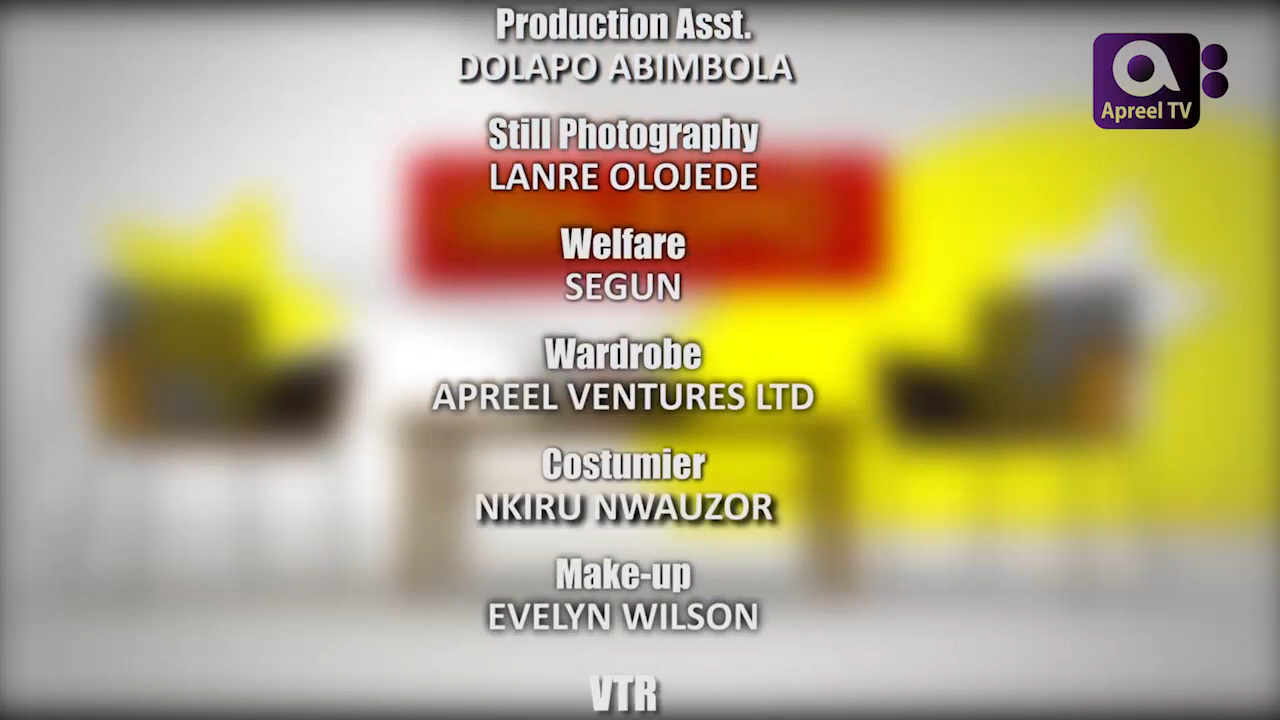 Production Asst.
DOLAPO ABIMBOLA
Apreel TV
Still Photography
LANRE OLOJEDE
Welfare
SEGUN
Wardrobe
APREEL VENTURES LTD
Costumier
NKIRU NWAUZOR
Make-up
EVELYN WILSON
VTR